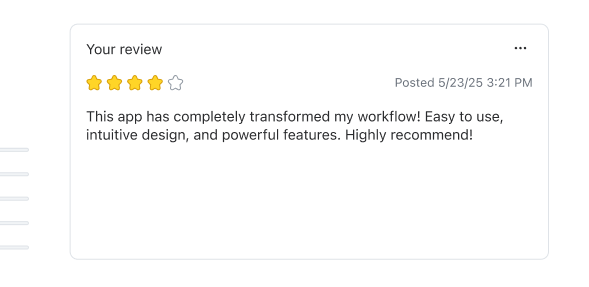 Your review
Posted 5/23/25 3:21 PM
This app has completely transformed my workflow! Easy to use,
intuitive design, and powerful features. Highly recommend!